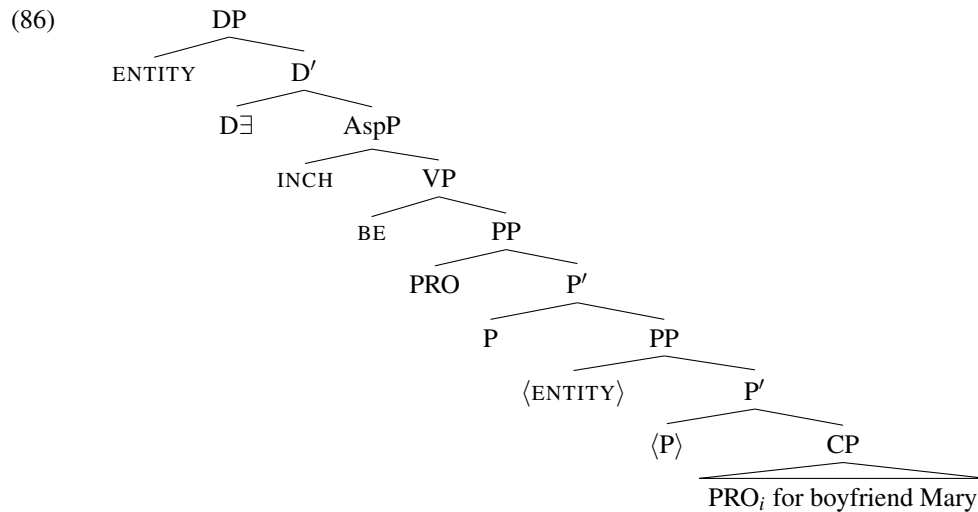 (86) DP
ENTITY D′
D∃ AspP
INCH VP
BE PP
PRO P′
P PP
⟨ENTITY⟩ P′
⟨P⟩ CP
PROᵢ for boyfriend Mary